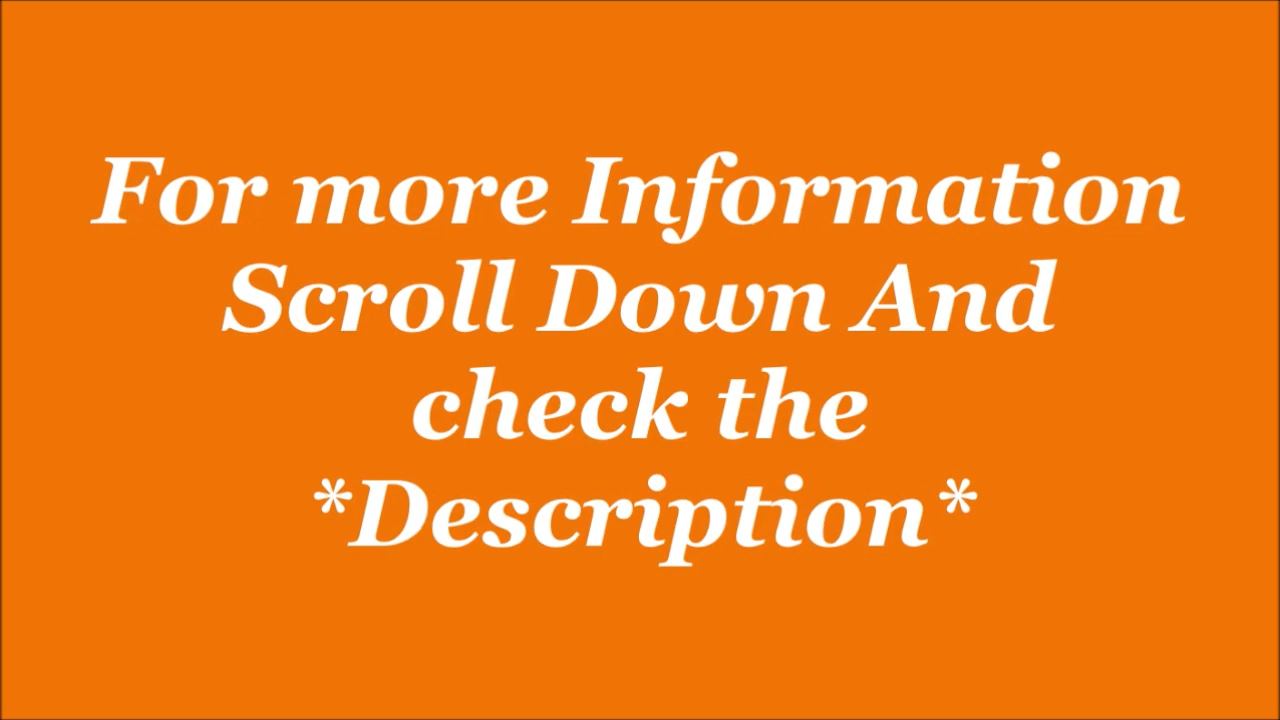 For more Information
Scroll Down And
check the
*Description*